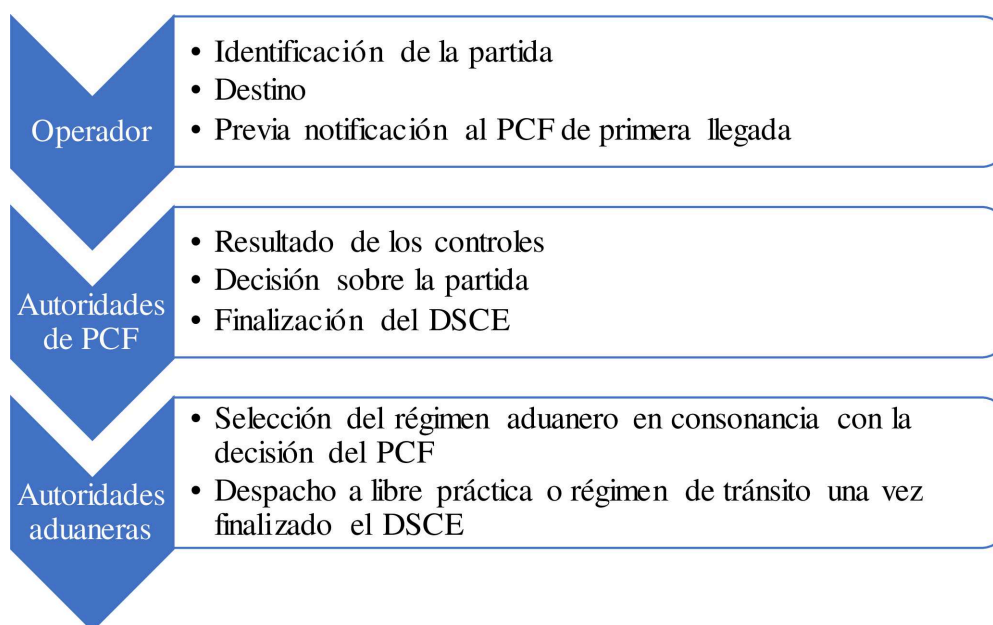 Operador
• Identificación de la partida
• Destino
• Previa notificación al PCF de primera llegada
Autoridades
de PCF
• Resultado de los controles
• Decisión sobre la partida
• Finalización del DSCE
Autoridades
aduaneras
• Selección del régimen aduanero en consonancia con la
decisión del PCF
• Despacho a libre práctica o régimen de tránsito una vez
finalizado el DSCE